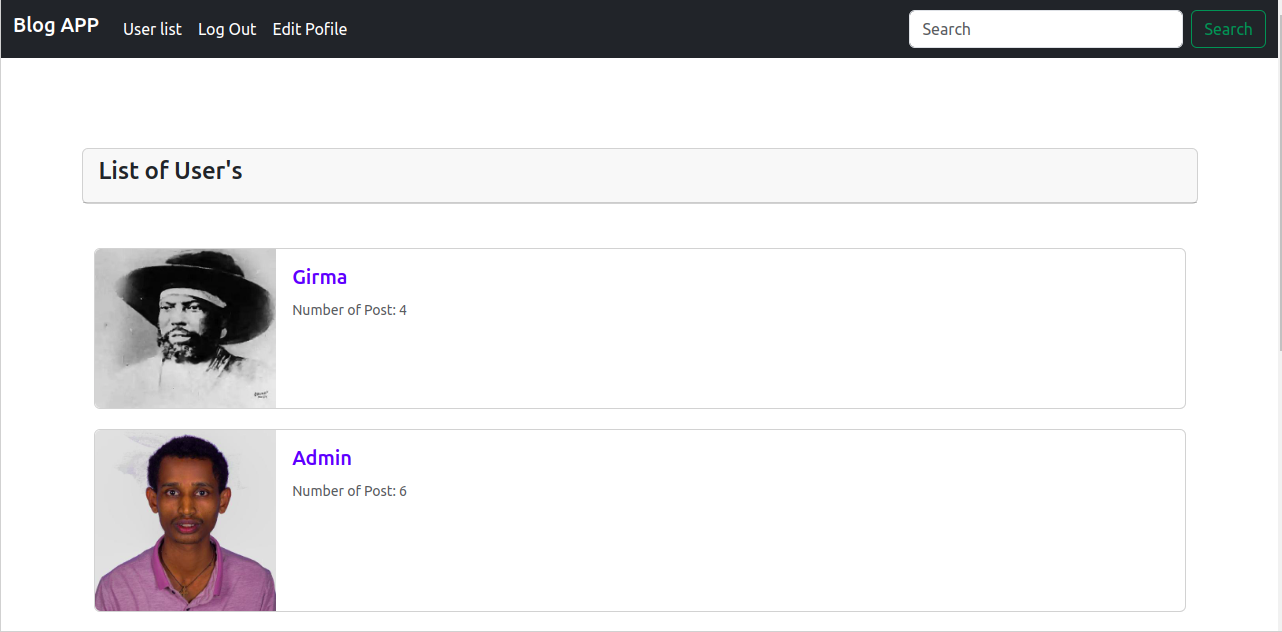 Blog APP User list Log Out Edit Pofile Search Search
List of User's
Girma
Number of Post: 4
Admin
Number of Post: 6